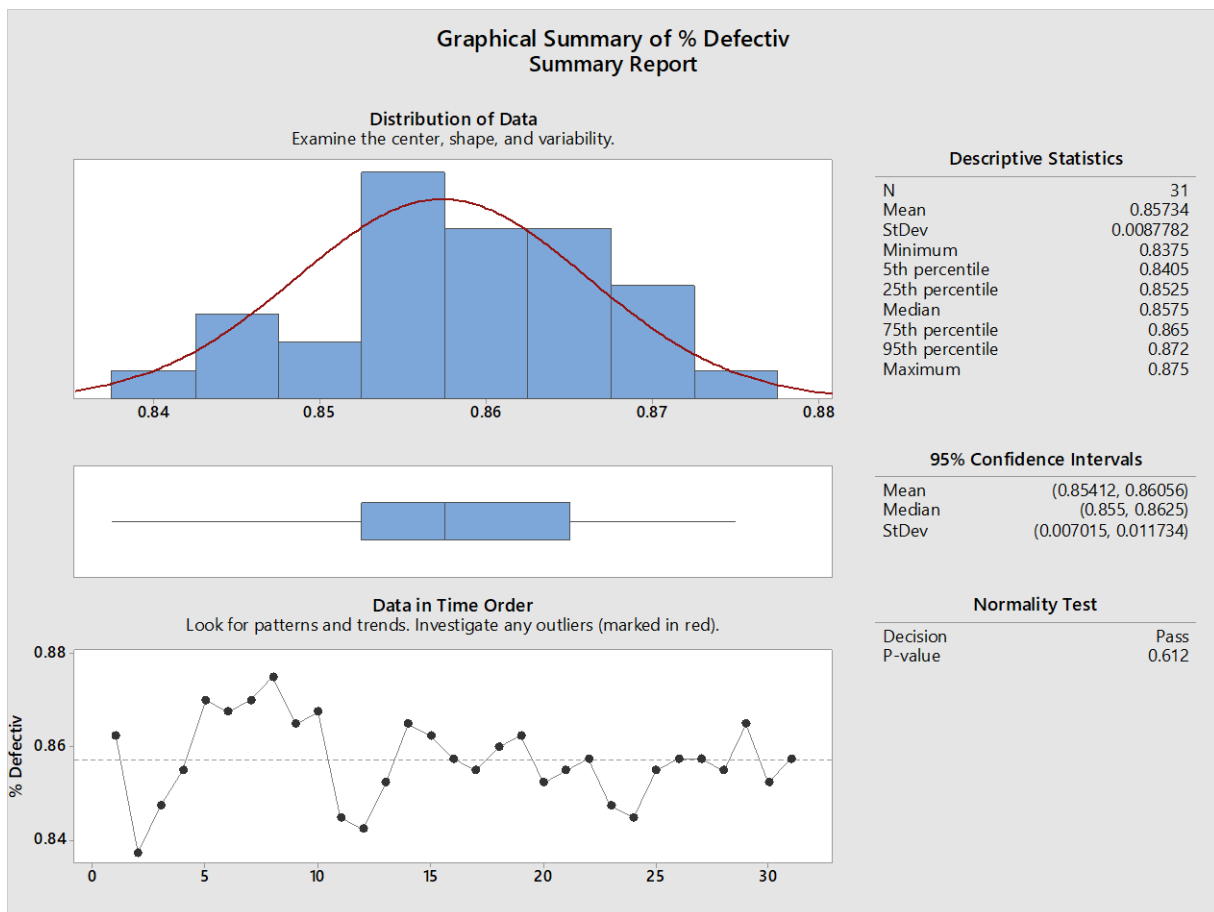 Graphical Summary of % Defectiv
Summary Report
Distribution of Data
Examine the center, shape, and variability.
0.84 0.85 0.86 0.87 0.88
Descriptive Statistics
N 31
Mean 0.85734
StDev 0.0087782
Minimum 0.8375
5th percentile 0.8405
25th percentile 0.8525
Median 0.8575
75th percentile 0.865
95th percentile 0.872
Maximum 0.875
95% Confidence Intervals
Mean (0.85412, 0.86056)
Median (0.855, 0.8625)
StDev (0.007015, 0.011734)
Data in Time Order
Look for patterns and trends. Investigate any outliers (marked in red).
% Defectiv
0.88
0.86
0.84
0 5 10 15 20 25 30
Normality Test
Decision Pass
P-value 0.612